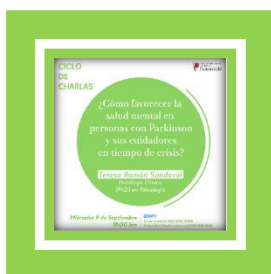 CICLO
DE
CHARLAS
¿Cómo favorecer la
salud mental en
personas con Parkinson
y sus cuidadores
en tiempo de crisis?
Teresa Román Sandoval
Psicóloga Clínica
(PhD) en Psicología
Miércoles 9 de Septiembre
zoom